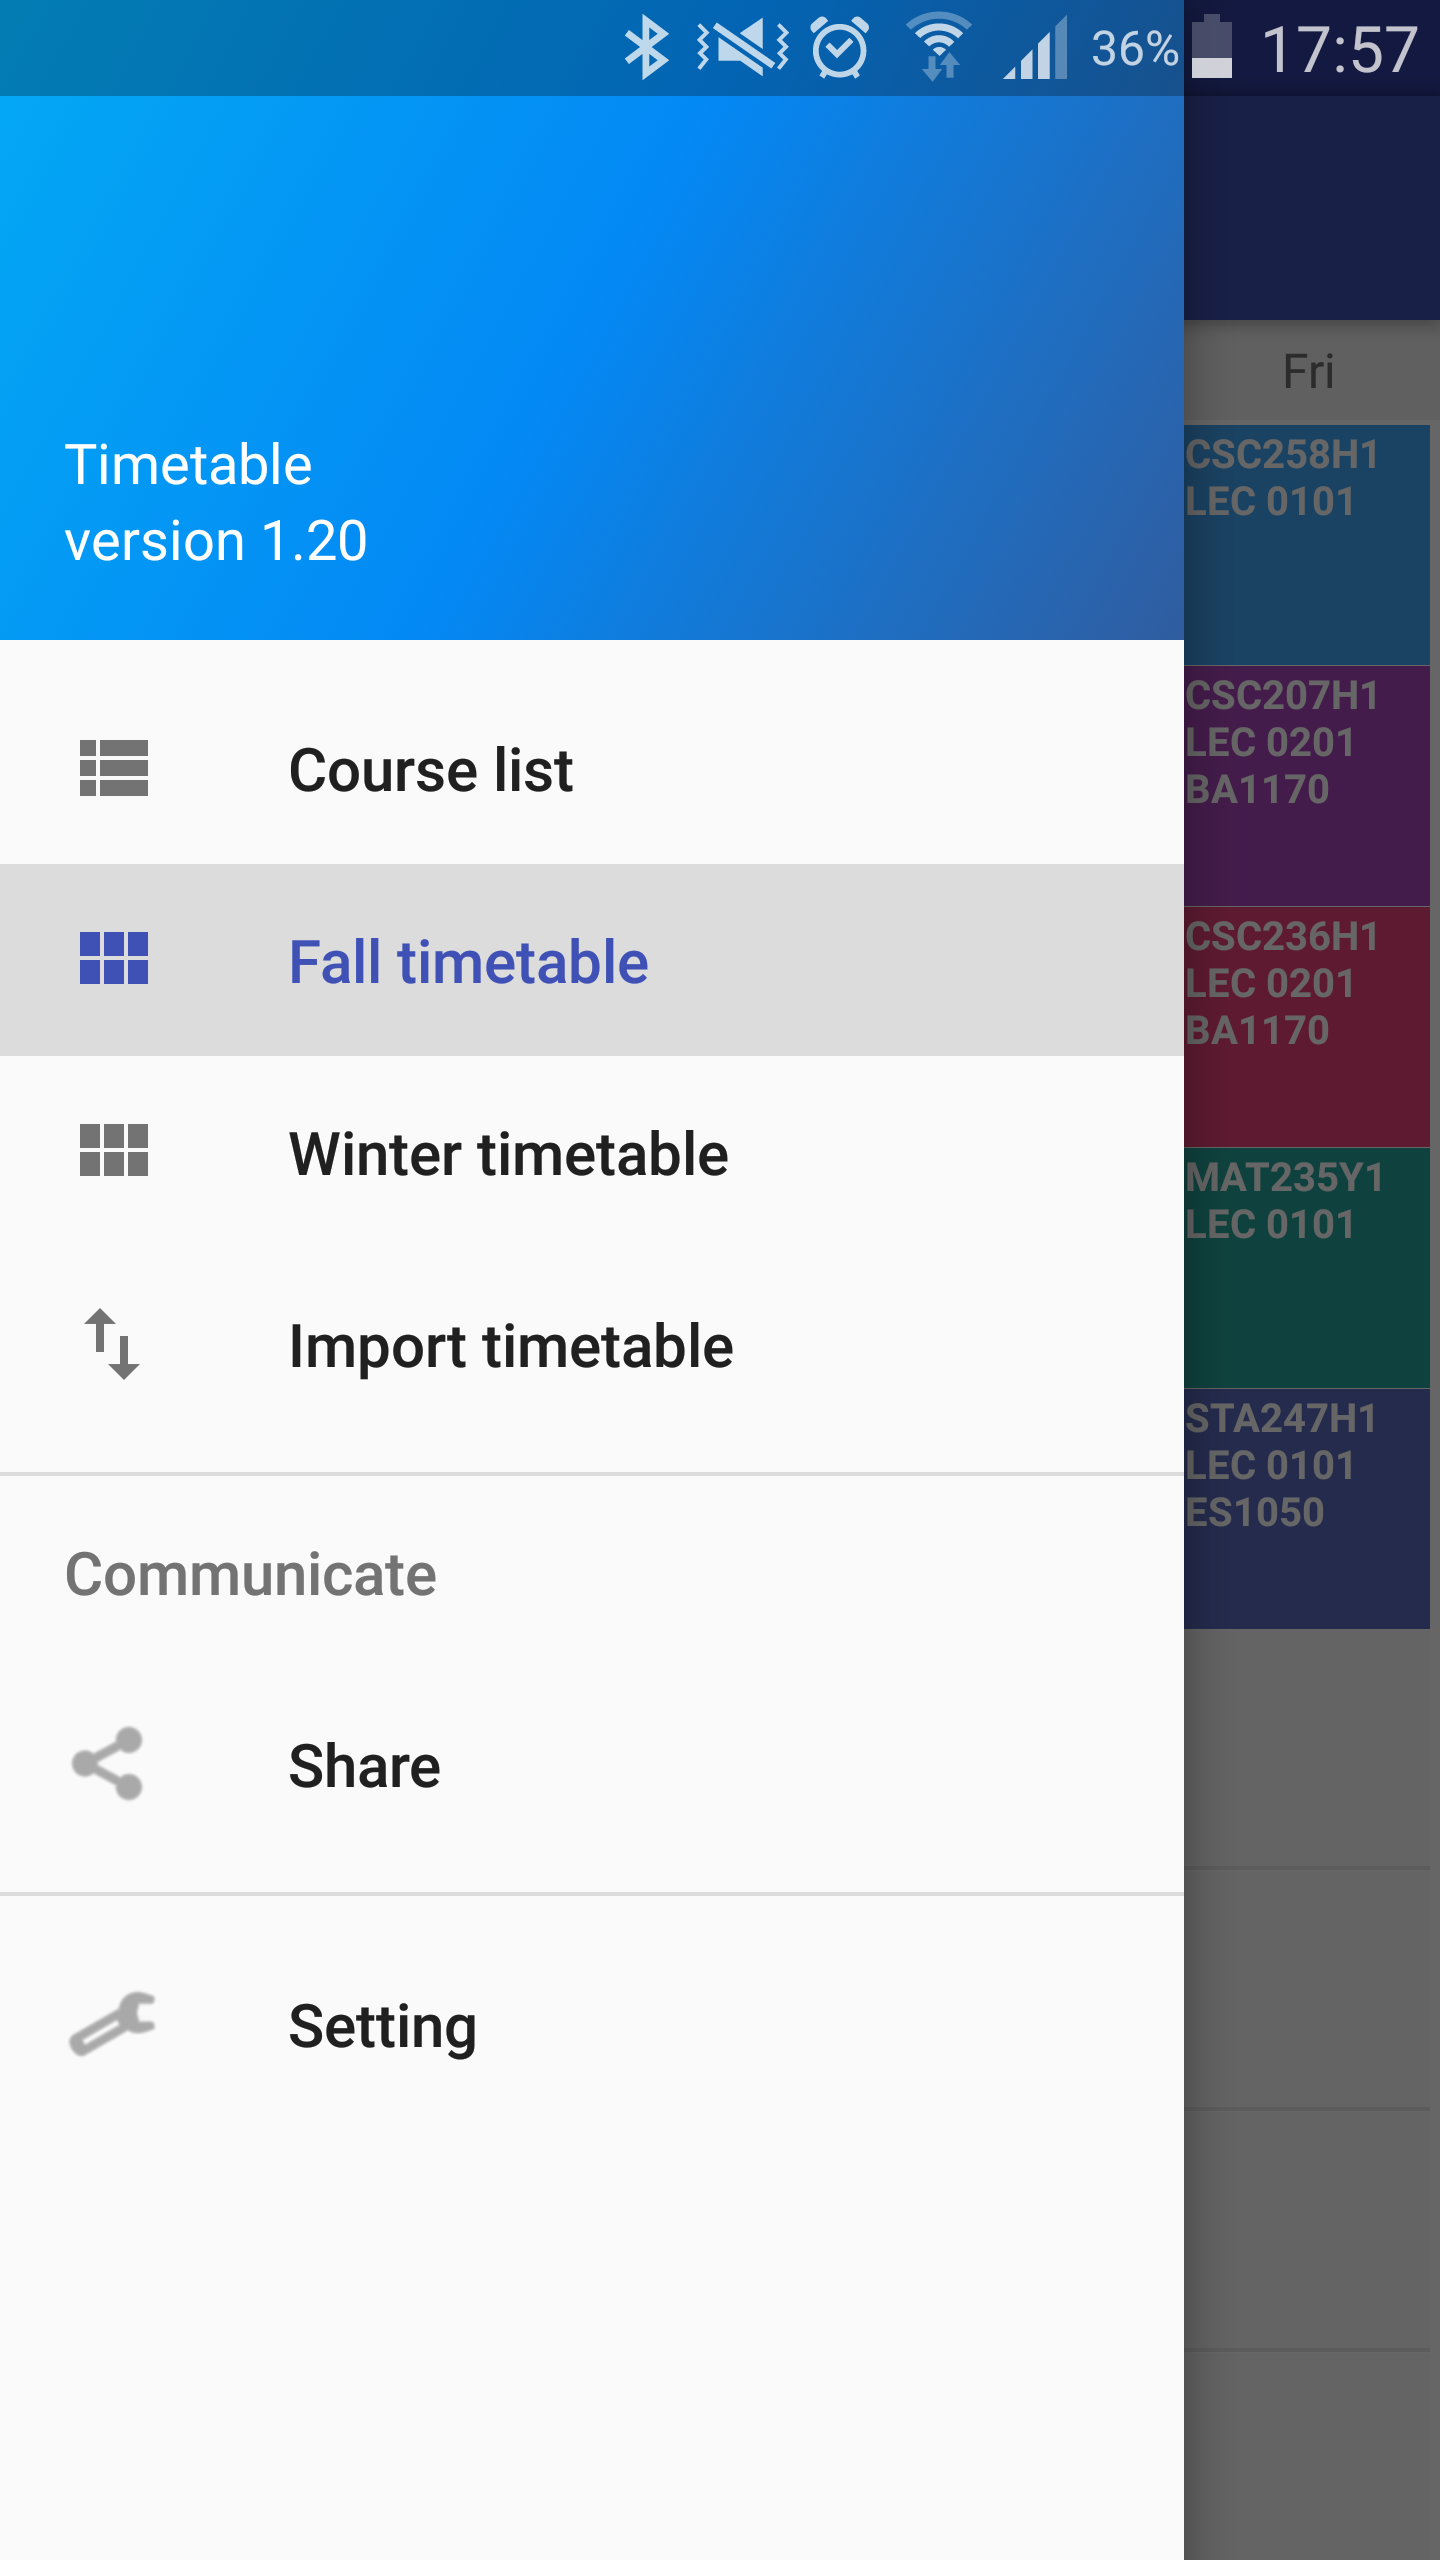 36% 17:57
Timetable
version 1.20
Course list
Fall timetable
Winter timetable
Import timetable
Communicate
Share
Setting
Fri
CSC258H1
LEC 0101
CSC207H1
LEC 0201
BA1170
CSC236H1
LEC 0201
BA1170
MAT235Y1
LEC 0101
STA247H1
LEC 0101
ES1050